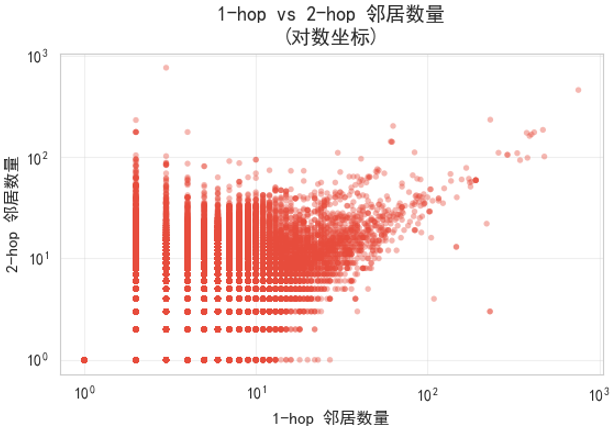 1-hop vs 2-hop 邻居数量
(对数坐标)
10³
10²
10¹
10⁰
2-hop 邻居数量
10⁰ 10¹ 10² 10³
1-hop 邻居数量